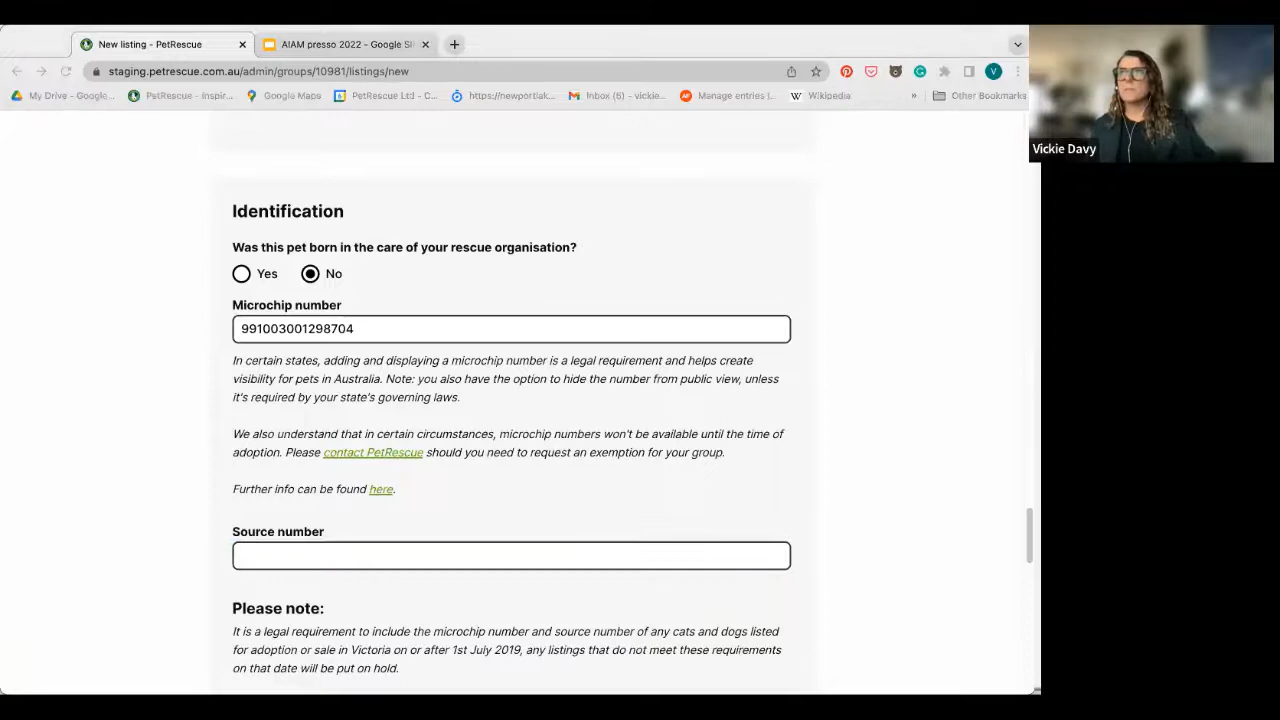 New listing - PetRescue
AIAM presso 2022 - Google Sli
staging.petrescue.com.au/admin/groups/10981/listings/new
My Drive - Google...
PetRescue - Inspir...
Google Maps
PetRescue Ltd - C...
https://newportlak...
Inbox (5) - vickie...
Manage entries |...
Wikipedia
»
Other Bookmarks
V
Vickie Davy
Identification
Was this pet born in the care of your rescue organisation?
Yes No
Microchip number
991003001298704
In certain states, adding and displaying a microchip number is a legal requirement and helps create
visibility for pets in Australia. Note: you also have the option to hide the number from public view, unless
it's required by your state's governing laws.
We also understand that in certain circumstances, microchip numbers won't be available until the time of
adoption. Please contact PetRescue should you need to request an exemption for your group.
Further info can be found here.
Source number
Please note:
It is a legal requirement to include the microchip number and source number of any cats and dogs listed
for adoption or sale in Victoria on or after 1st July 2019, any listings that do not meet these requirements
on that date will be put on hold.